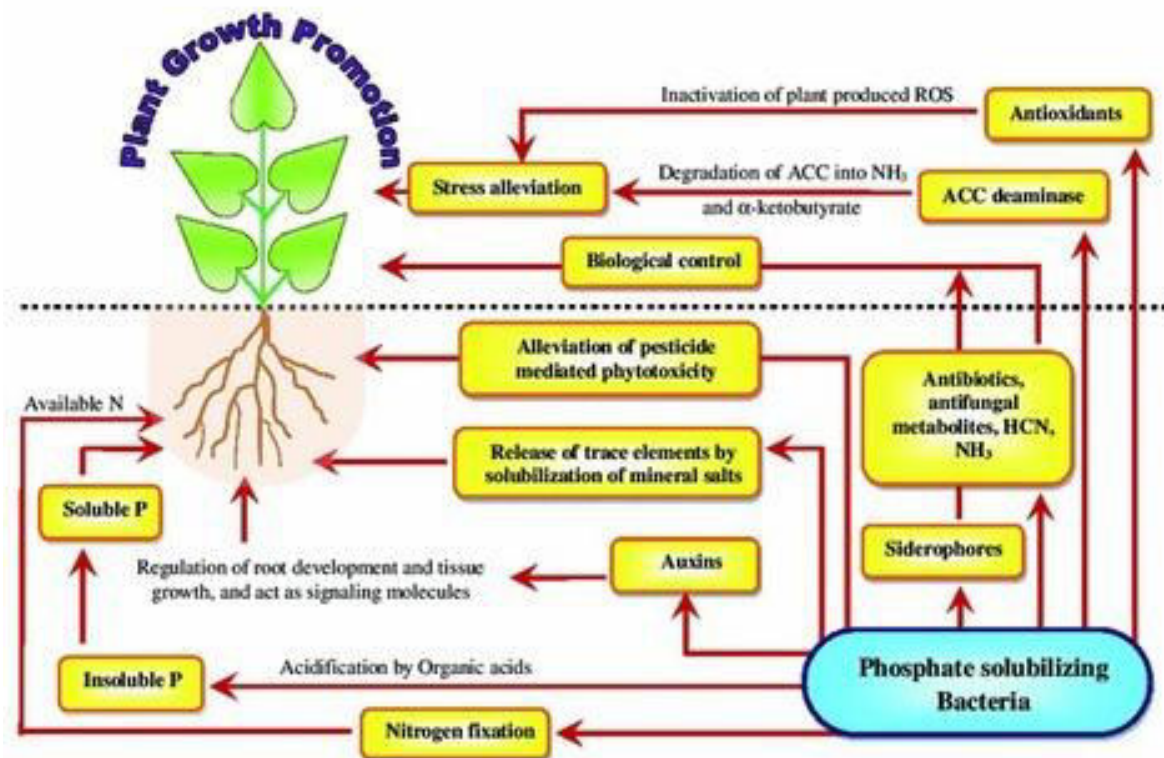 Plant Growth Promotion
Inactivation of plant produced ROS
Antioxidants
Stress alleviation
Degradation of ACC into NH₃
and α-ketobutyrate
ACC deaminase
Biological control
Alleviation of pesticide
mediated phytotoxicity
Antibiotics,
antifungal
metabolites, HCN,
NH₃
Available N
Release of trace elements by
solubilization of mineral salts
Soluble P
Siderophores
Auxins
Regulation of root development and tissue
growth, and act as signaling molecules
Insoluble P
Acidification by Organic acids
Phosphate solubilizing
Bacteria
Nitrogen fixation